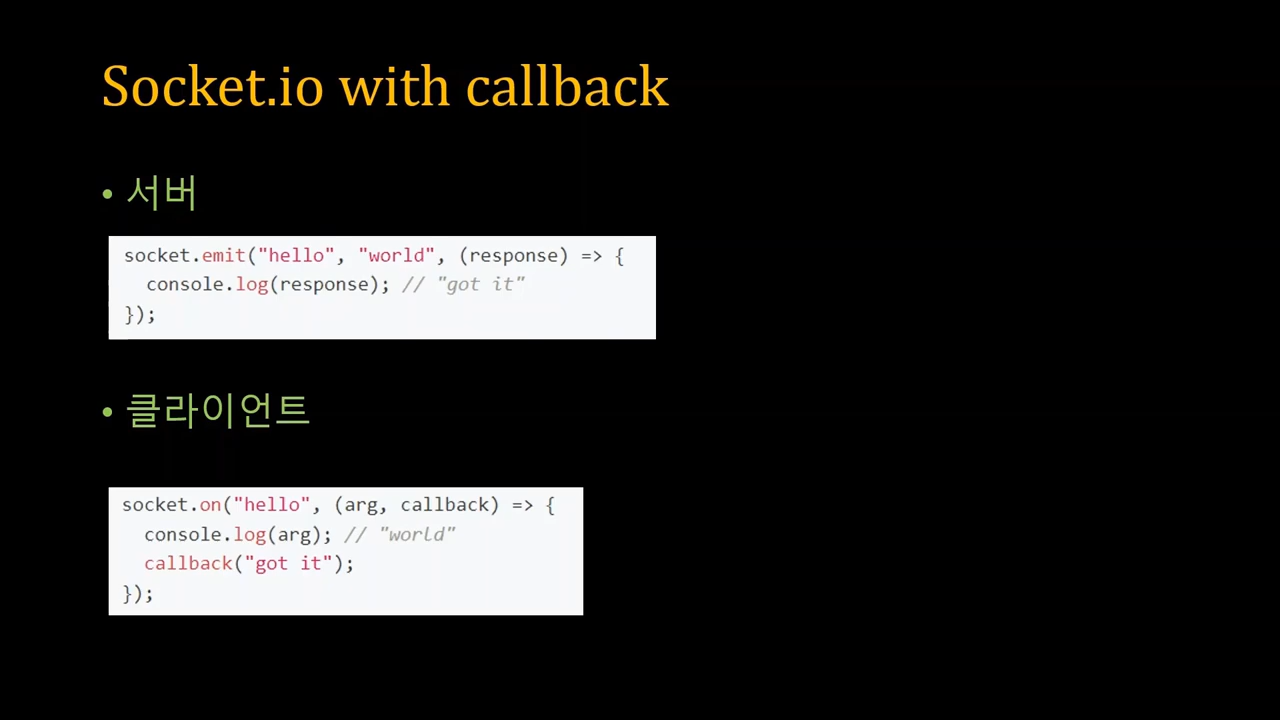 Socket.io with callback
• 서버
socket.emit("hello", "world", (response) => {
  console.log(response); // "got it"
});
• 클라이언트
socket.on("hello", (arg, callback) => {
  console.log(arg); // "world"
  callback("got it");
});